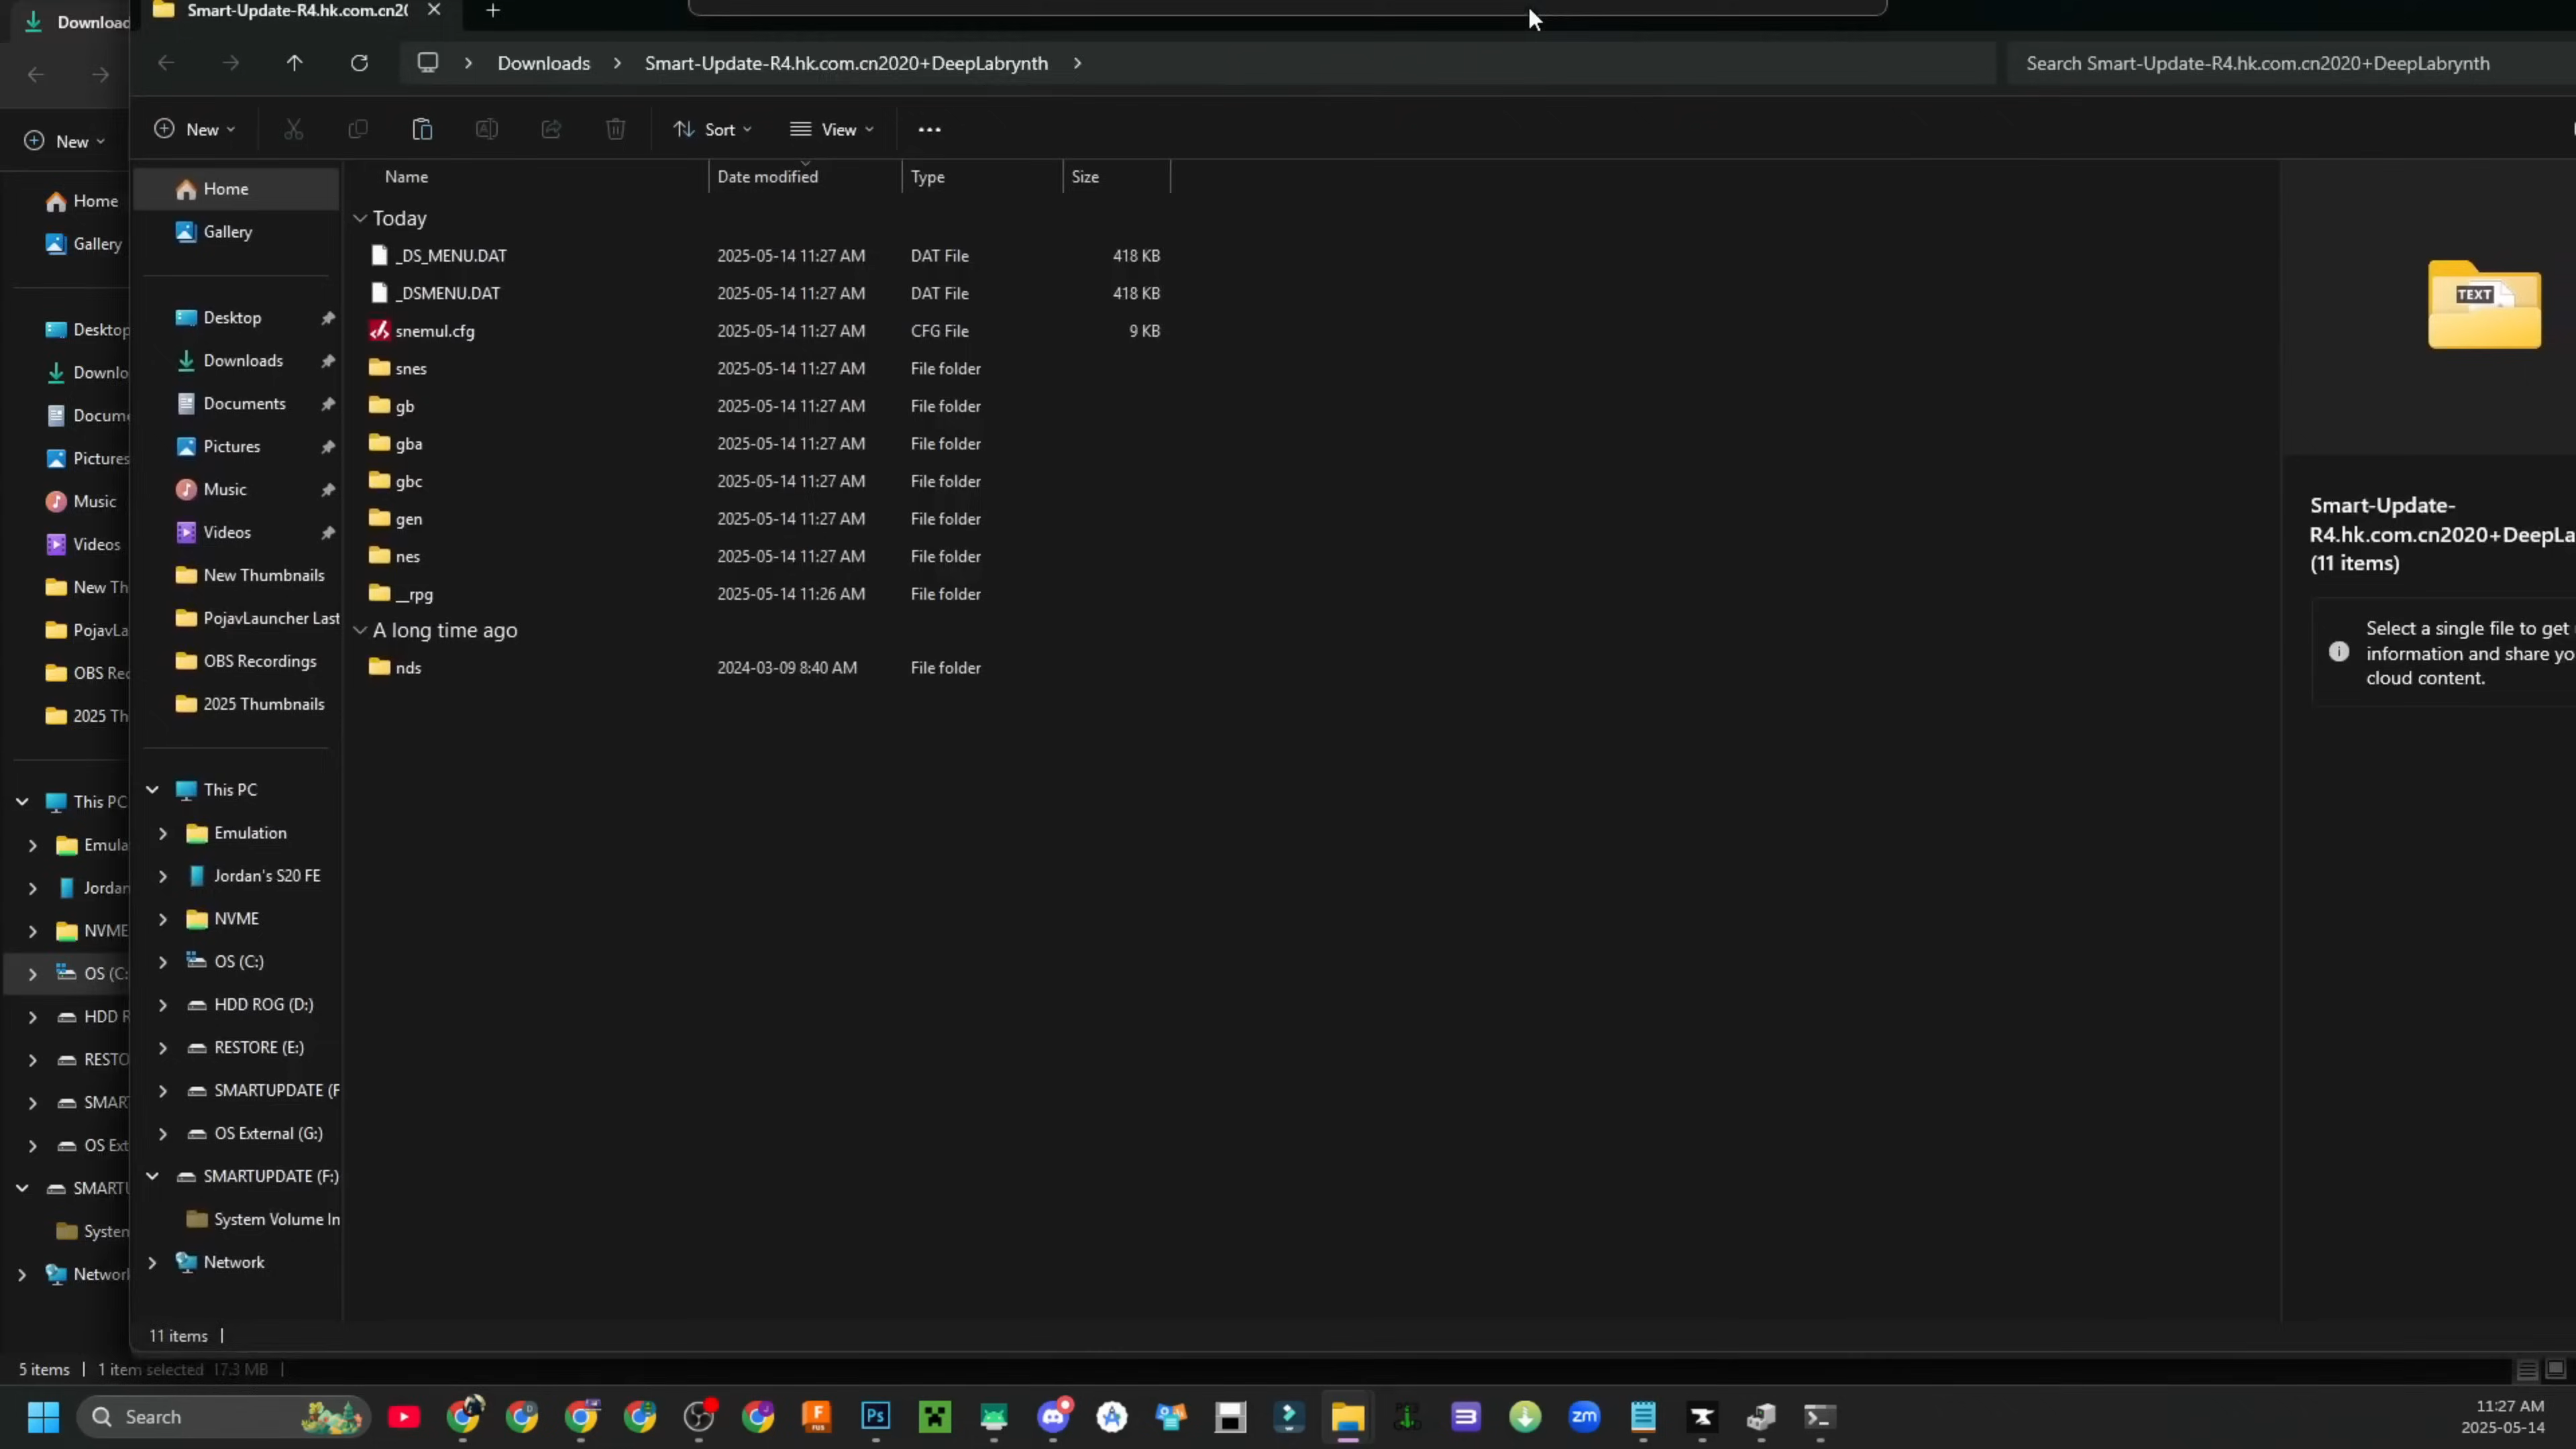 Download
Smart-Update-R4.hk.com.cn20
Downloads
Smart-Update-R4.hk.com.cn2020+DeepLabrynth
Search Smart-Update-R4.hk.com.cn2020+DeepLabrynth
New
New
Sort
View
Name
Date modified
Type
Size
Today
_DS_MENU.DAT 2025-05-14 11:27 AM DAT File 418 KB
_DSMENU.DAT 2025-05-14 11:27 AM DAT File 418 KB
snemul.cfg 2025-05-14 11:27 AM CFG File 9 KB
snes 2025-05-14 11:27 AM File folder
gb 2025-05-14 11:27 AM File folder
gba 2025-05-14 11:27 AM File folder
gbc 2025-05-14 11:27 AM File folder
gen 2025-05-14 11:27 AM File folder
nes 2025-05-14 11:27 AM File folder
__rpg 2025-05-14 11:26 AM File folder
A long time ago
nds 2024-03-09 8:40 AM File folder
Home
Gallery
Desktop
Downlo
Docume
Pictures
Music
Videos
New Th
PojavLa
OBS Rec
2025 Th
This PC
Emula
Jordan
NVME
OS (C:
HDD R
RESTO
SMAR
OS Ext
SMARTU
System
Network
Home
Gallery
Desktop
Downloads
Documents
Pictures
Music
Videos
New Thumbnails
PojavLauncher Last
OBS Recordings
2025 Thumbnails
This PC
Emulation
Jordan's S20 FE
NVME
OS (C:)
HDD ROG (D:)
RESTORE (E:)
SMARTUPDATE (F
OS External (G:)
SMARTUPDATE (F:)
System Volume In
Network
TEXT
Smart-Update-
R4.hk.com.cn2020+DeepLa
(11 items)
Select a single file to get
information and share yo
cloud content.
11 items
5 items
1 item selected 17.3 MB
Search
F
FUS
Ps
3
zm
11:27 AM
2025-05-14